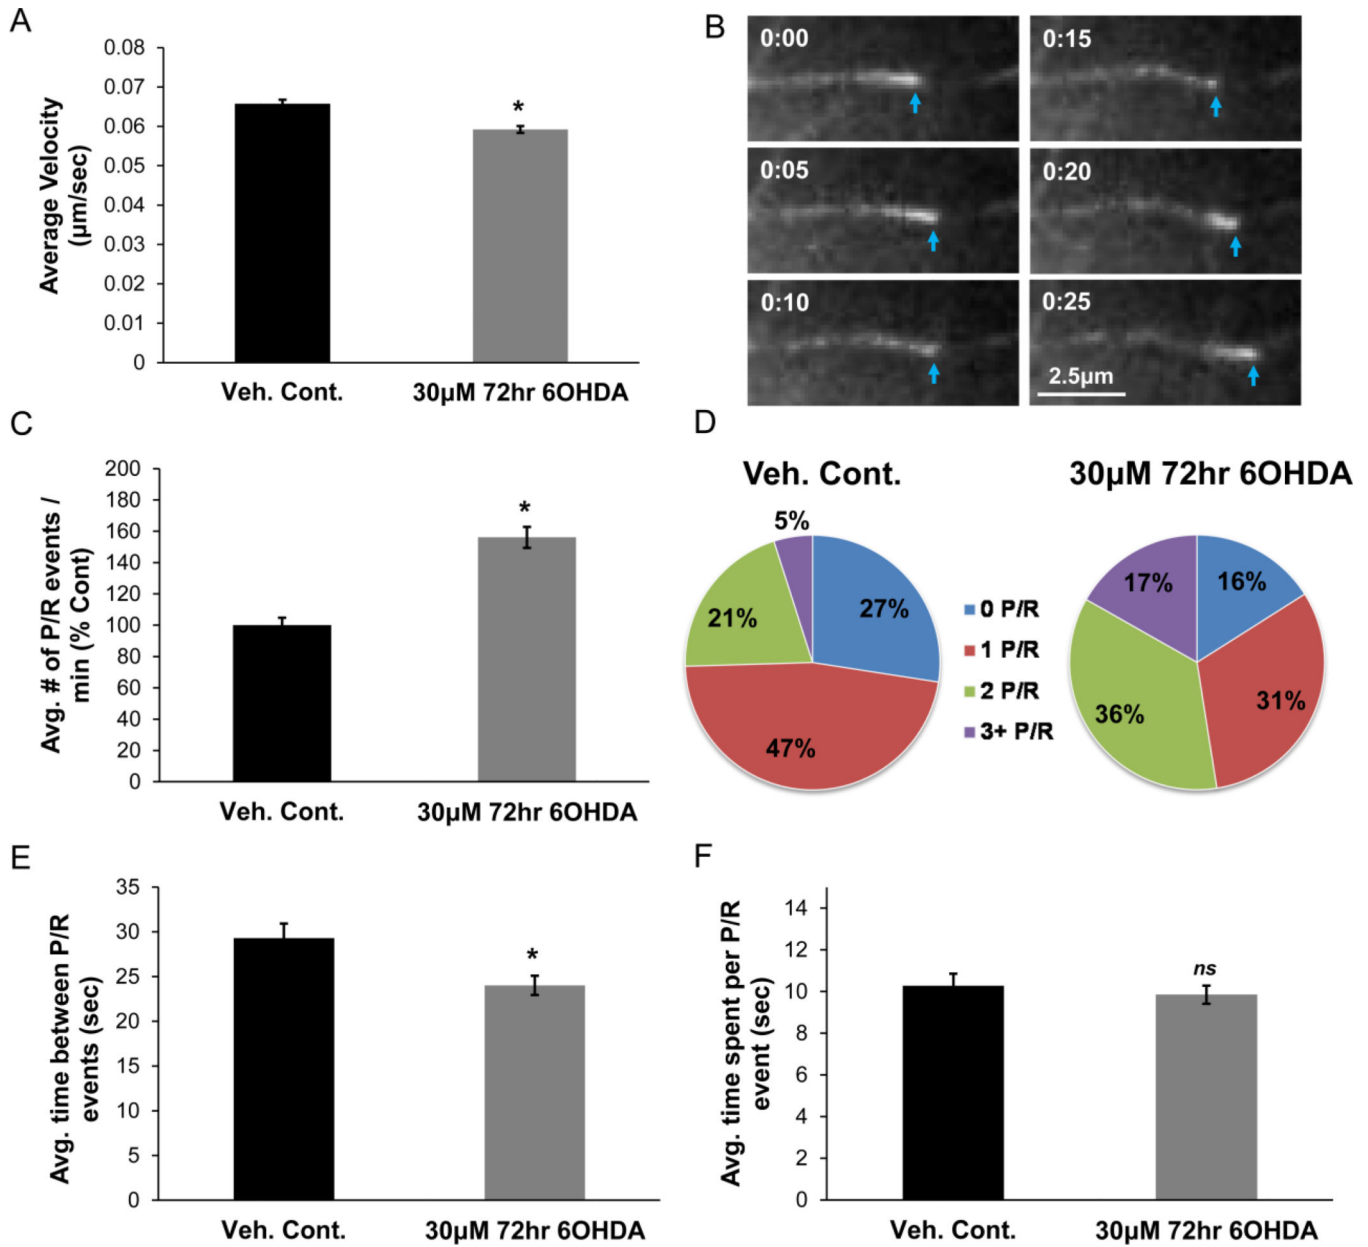 A
Average Velocity
(µm/sec)
0.08
0.07
0.06
0.05
0.04
0.03
0.02
0.01
0
*
Veh. Cont.
30µM 72hr 6OHDA
B
0:00
0:15
0:05
0:20
0:10
0:25
2.5µm
C
Avg. # of P/R events /
min (% Cont)
200
180
160
140
120
100
80
60
40
20
0
*
Veh. Cont.
30µM 72hr 6OHDA
D
Veh. Cont.
30µM 72hr 6OHDA
5%
27%
21%
47%
0 P/R
1 P/R
2 P/R
3+ P/R
17%
16%
36%
31%
E
Avg. time between P/R
events (sec)
35
30
25
20
15
10
5
0
*
Veh. Cont.
30µM 72hr 6OHDA
F
Avg. time spent per P/R
event (sec)
14
12
10
8
6
4
2
0
ns
Veh. Cont.
30µM 72hr 6OHDA